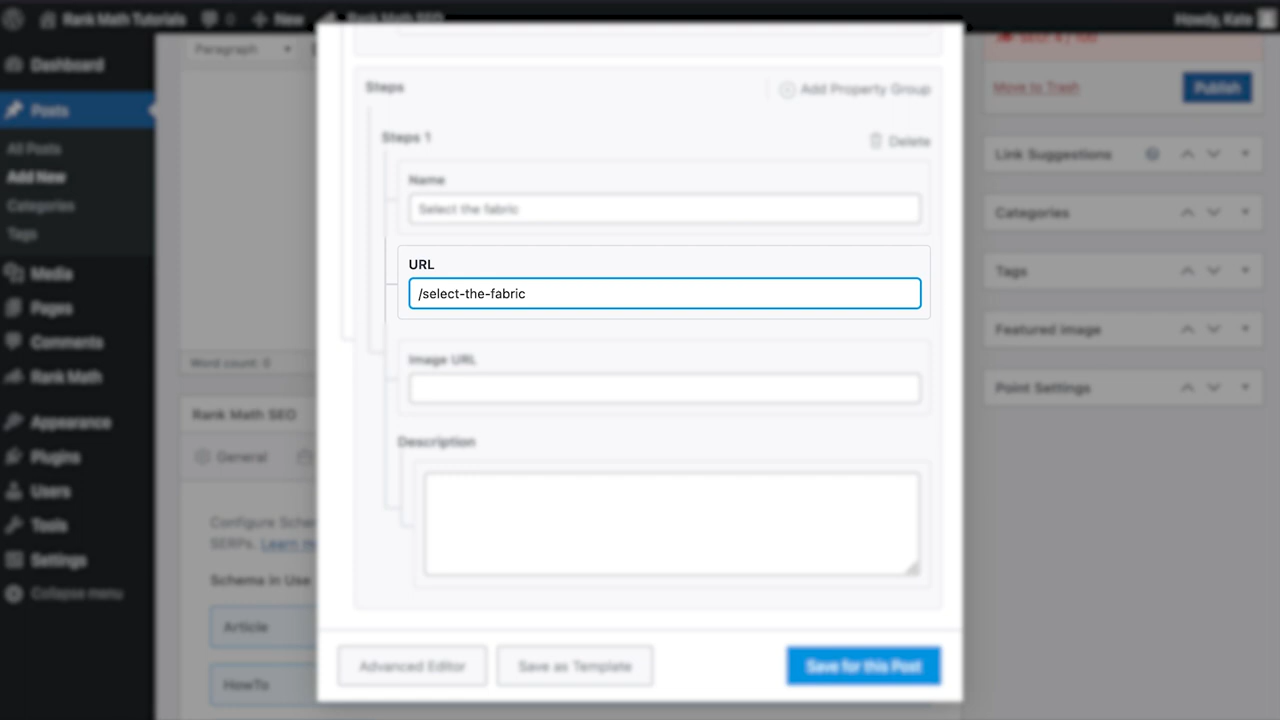 Rank Math Tutorials
0
New
Rank Math SEO
Howdy, Kate
Dashboard
Posts
All Posts
Add New
Categories
Tags
Media
Pages
Comments
Rank Math
Appearance
Plugins
Users
Tools
Settings
Collapse menu
Paragraph
Word count: 0
Rank Math SEO
General
SERPs.
Schema in Use
Article
HowTo
Steps
Add Property Group
Steps 1
Delete
Name
Select the fabric
URL
/select-the-fabric
Image URL
Description
Advanced Editor
Save as Template
Save for this Post
Move to Trash
Publish
Link Suggestions
Categories
Tags
Featured image
Point Settings